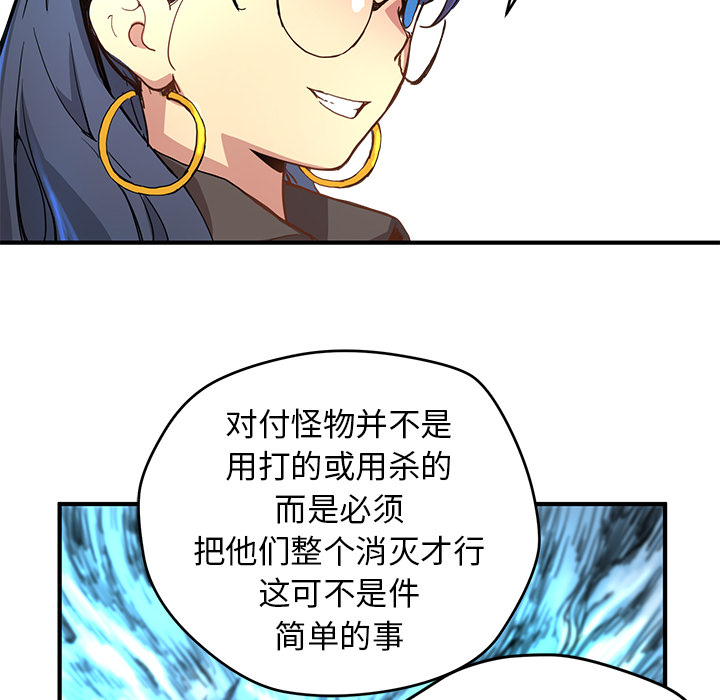 对付怪物并不是
用打的或用杀的
而是必须
把他们整个消灭才行
这可不是件
简单的事